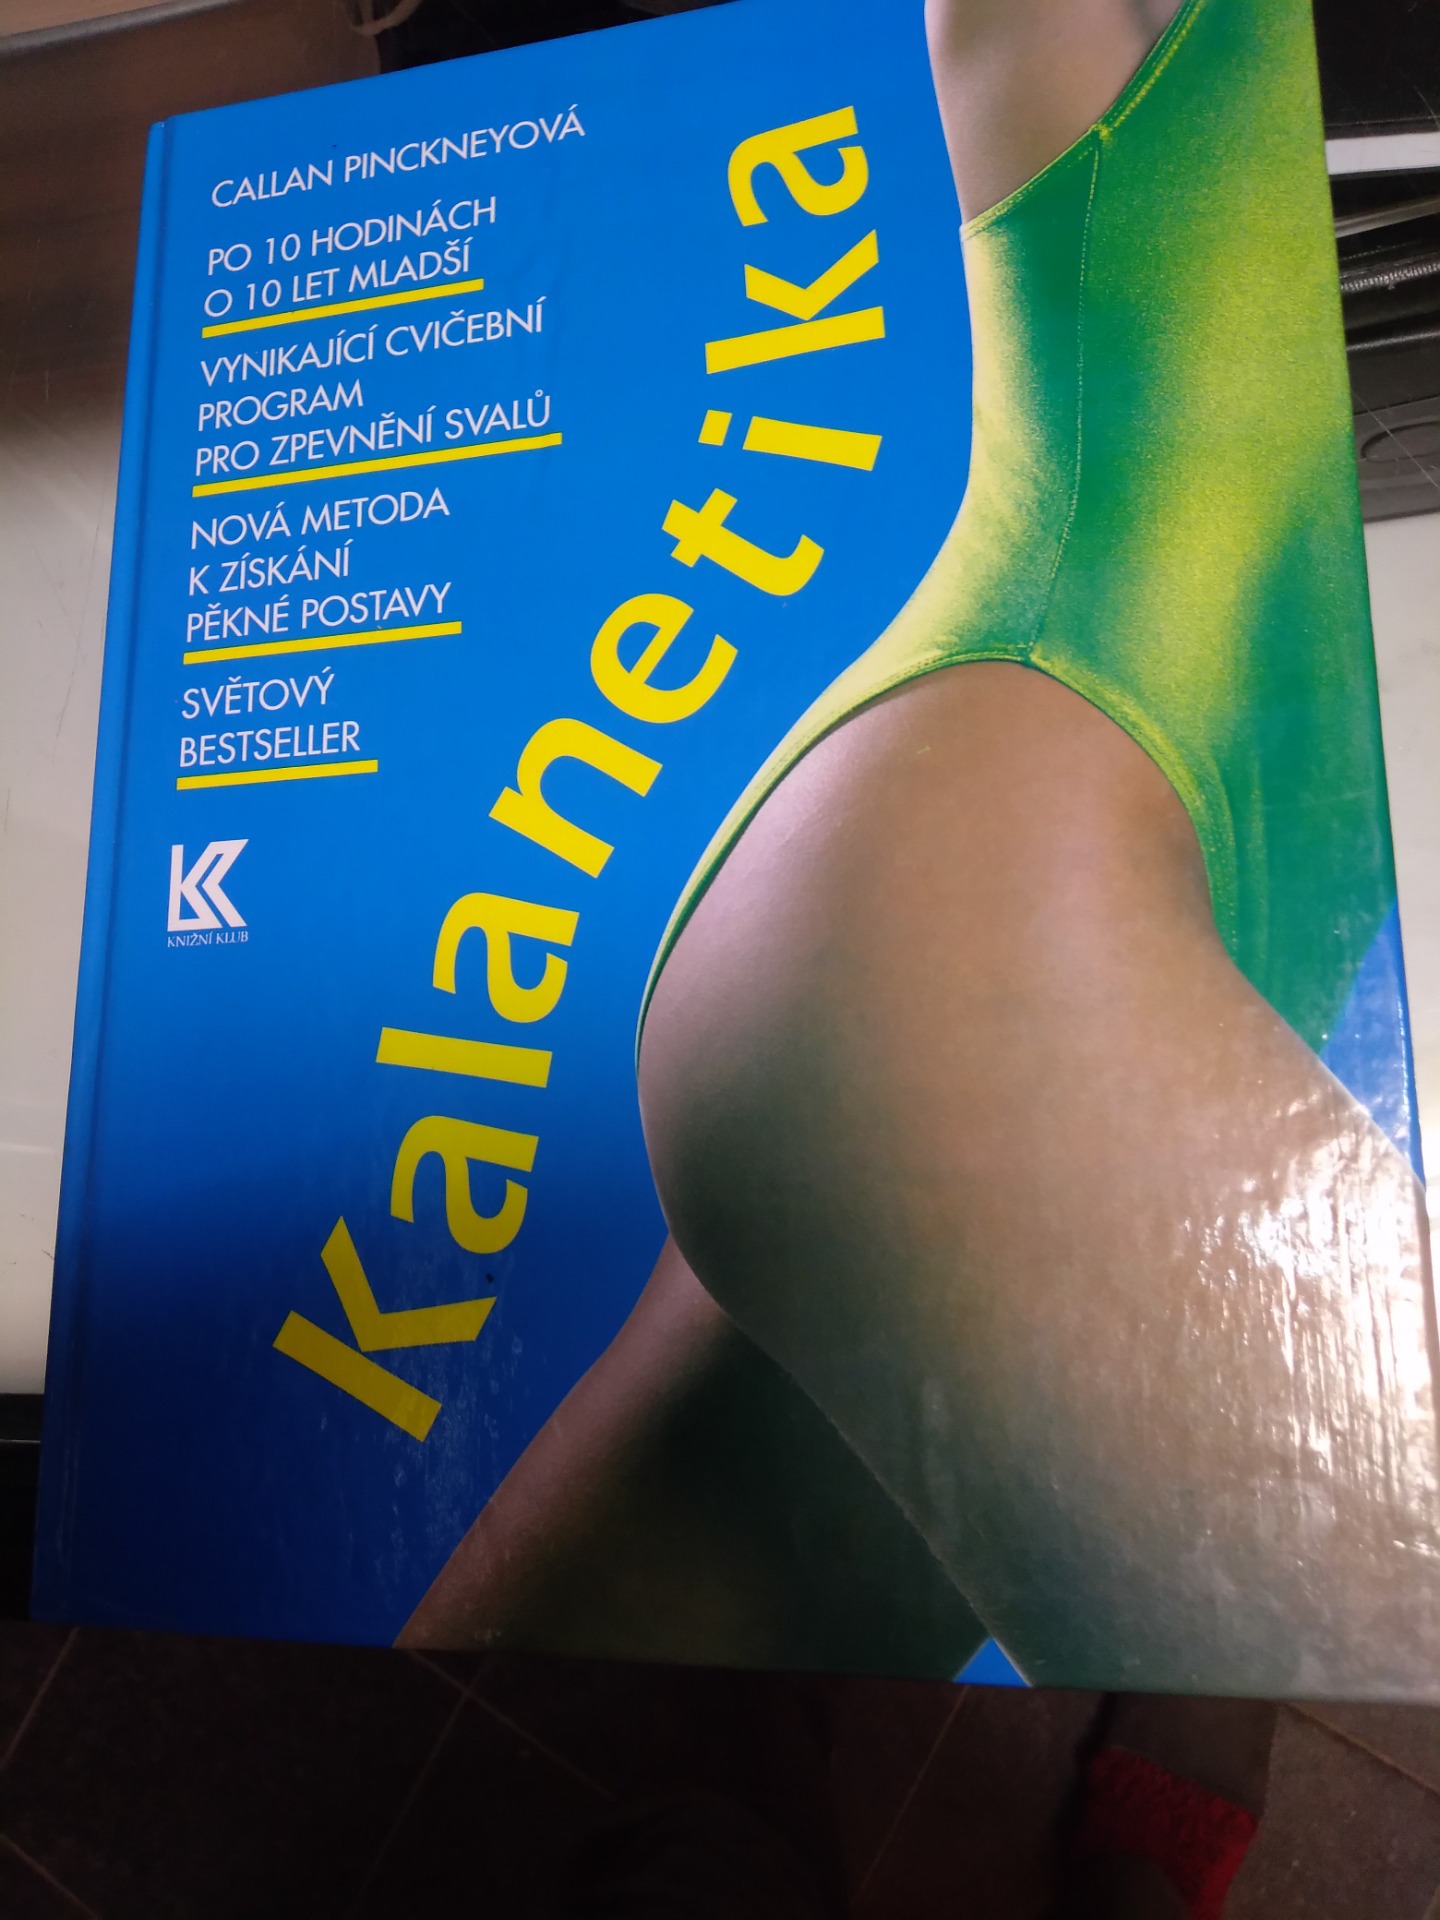 CALLAN PINCKNEYOVÁ
PO 10 HODINÁCH
O 10 LET MLADŠÍ
VYNIKAJÍCÍ CVIČEBNÍ
PROGRAM
PRO ZPEVNĚNÍ SVALŮ
NOVÁ METODA
K ZÍSKÁNÍ
PĚKNÉ POSTAVY
SVĚTOVÝ
BESTSELLER
KK
KNIŽNÍ KLUB
Kalanetika